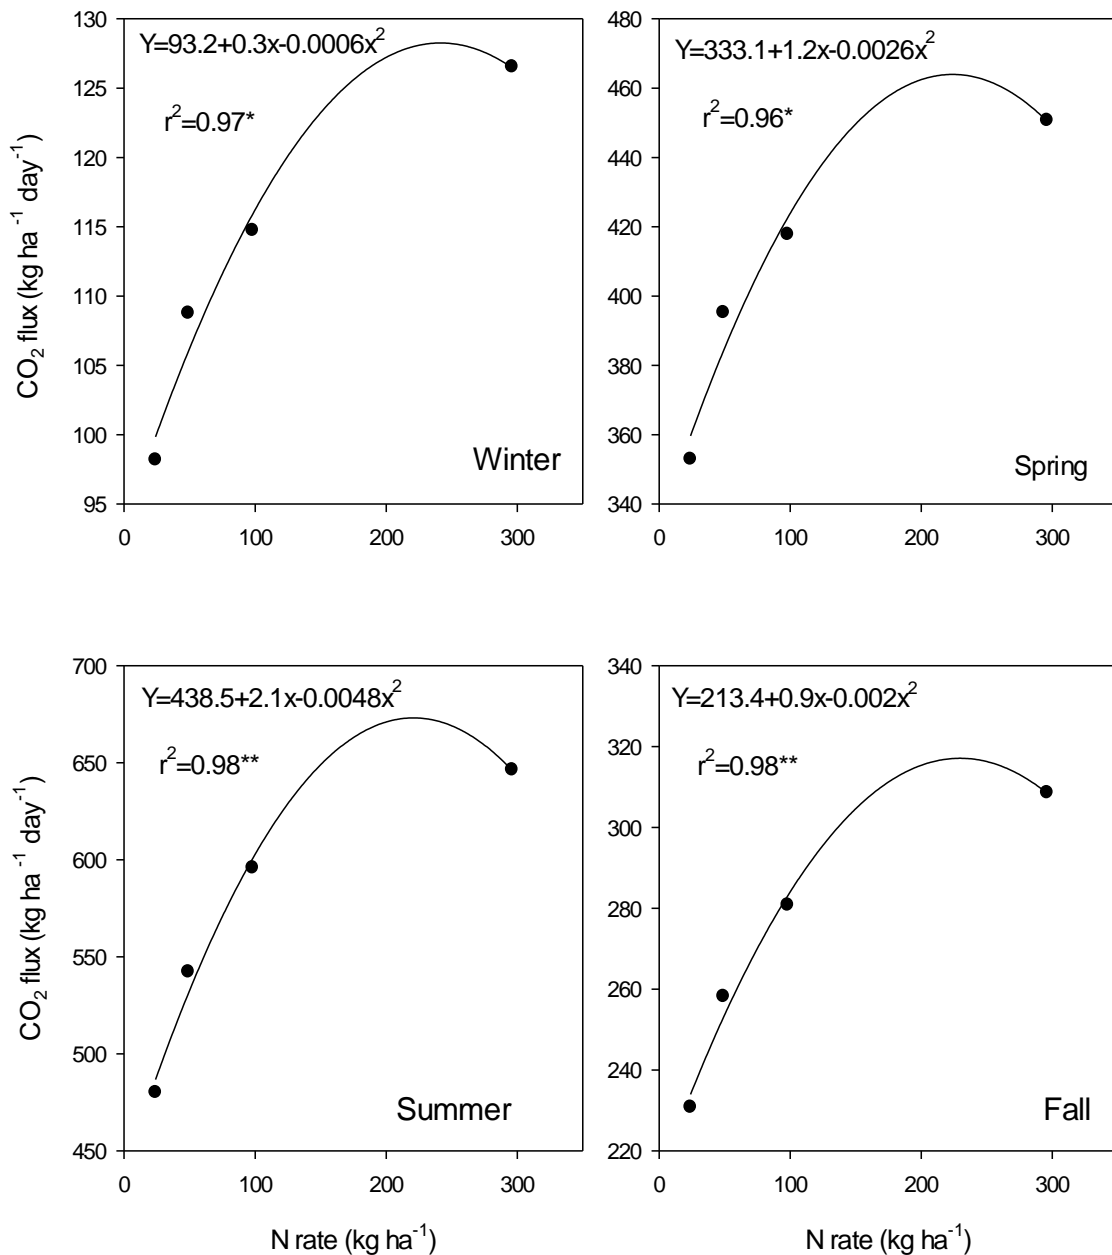 Y=93.2+0.3x-0.0006x²
r²=0.97*
Winter
130
125
120
115
110
105
100
95
0 100 200 300
CO₂ flux (kg ha⁻¹ day⁻¹)
Y=333.1+1.2x-0.0026x²
r²=0.96*
Spring
480
460
440
420
400
380
360
340
0 100 200 300
Y=438.5+2.1x-0.0048x²
r²=0.98**
Summer
700
650
600
550
500
450
0 100 200 300
CO₂ flux (kg ha⁻¹ day⁻¹)
N rate (kg ha⁻¹)
Y=213.4+0.9x-0.002x²
r²=0.98**
Fall
340
320
300
280
260
240
220
0 100 200 300
N rate (kg ha⁻¹)